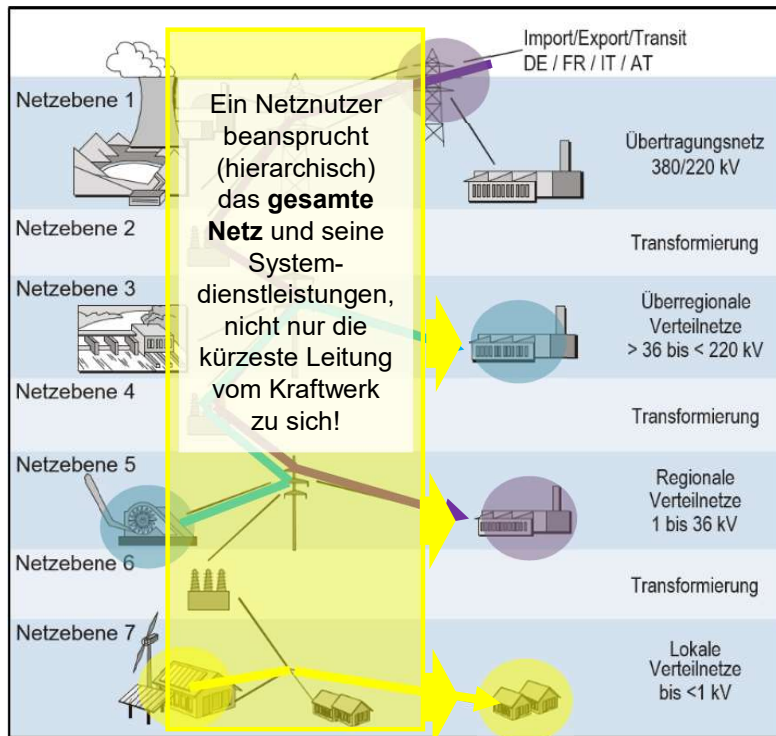 Import/Export/Transit
DE / FR / IT / AT
Netzebene 1
Ein Netznutzer
beansprucht
(hierarchisch)
das gesamte
Netz und seine
System-
dienstleistungen,
nicht nur die
kürzeste Leitung
vom Kraftwerk
zu sich!
Übertragungsnetz
380/220 kV
Netzebene 2
Transformierung
Netzebene 3
Überregionale
Verteilnetze
> 36 bis < 220 kV
Netzebene 4
Transformierung
Netzebene 5
Regionale
Verteilnetze
1 bis 36 kV
Netzebene 6
Transformierung
Netzebene 7
Lokale
Verteilnetze
bis <1 kV